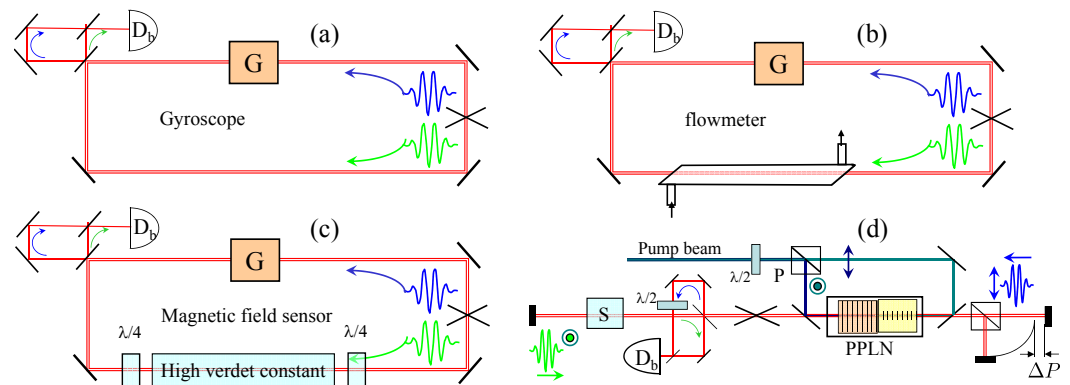 D_b
(a)
G
Gyroscope
D_b
(b)
G
flowmeter
D_b
(c)
G
Magnetic field sensor
λ/4
λ/4
High verdet constant
(d)
Pump beam
λ/2
P
λ/2
S
D_b
PPLN
ΔP